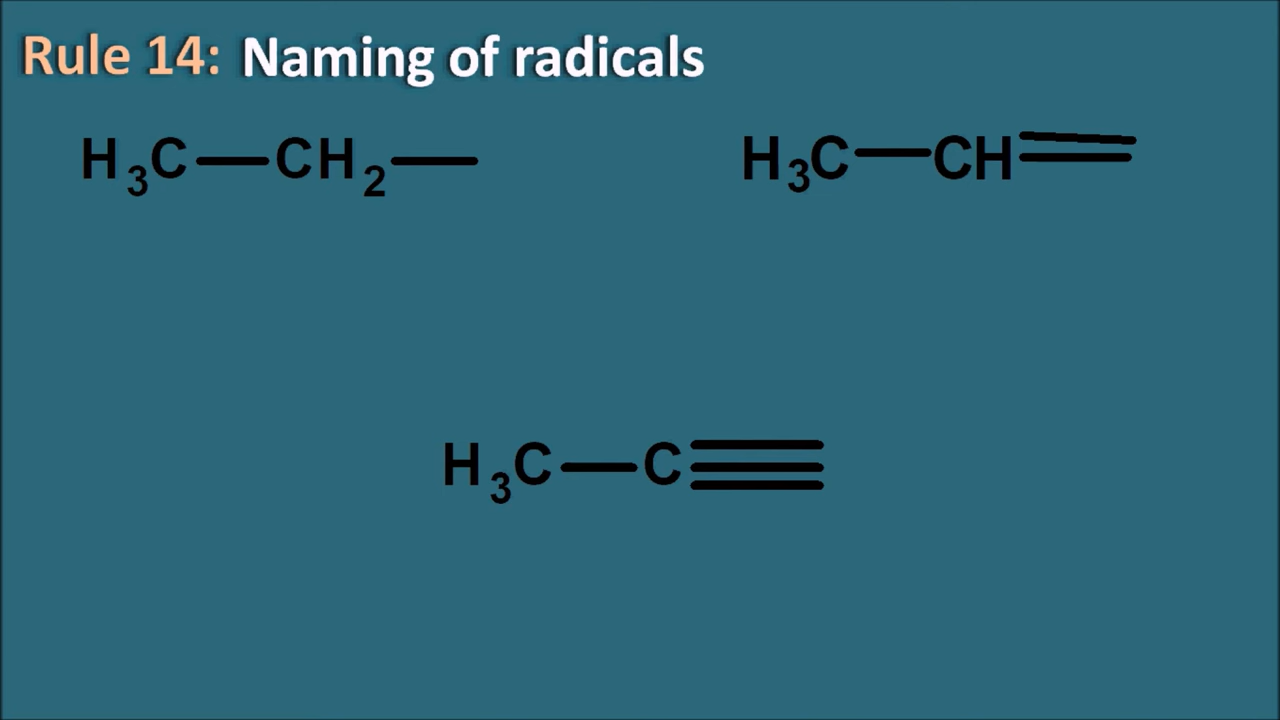 Rule 14: Naming of radicals
H₃C—CH₂—
H₃C—CH=
H₃C—C≡